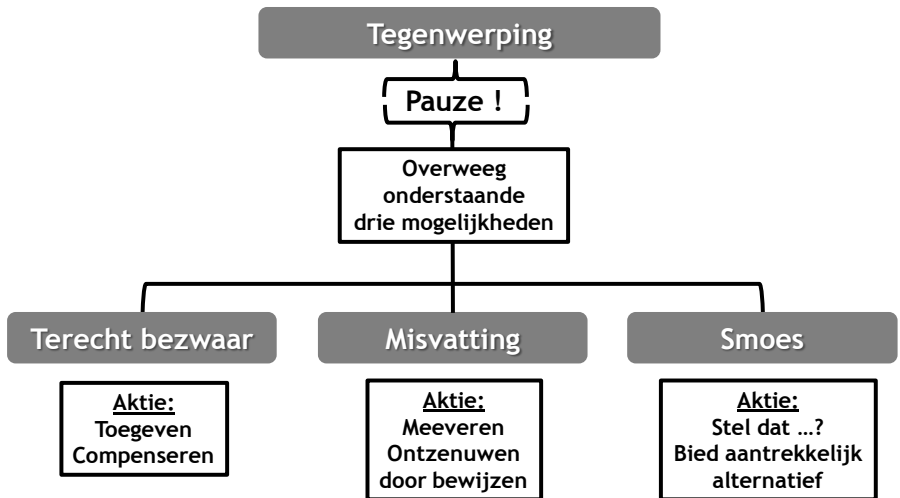 Tegenwerping
Pauze !
Overweeg
onderstaande
drie mogelijkheden
Terecht bezwaar
Misvatting
Smoes
Aktie:
Toegeven
Compenseren
Aktie:
Meeveren
Ontzenuwen
door bewijzen
Aktie:
Stel dat …?
Bied aantrekkelijk
alternatief